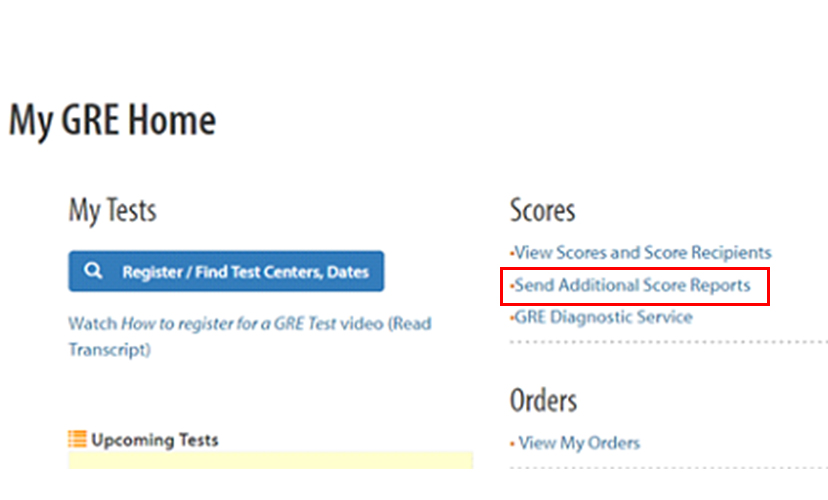 My GRE Home
My Tests
Register / Find Test Centers, Dates
Watch How to register for a GRE Test video (Read
Transcript)
Upcoming Tests
Scores
•View Scores and Score Recipients
•Send Additional Score Reports
•GRE Diagnostic Service
Orders
• View My Orders